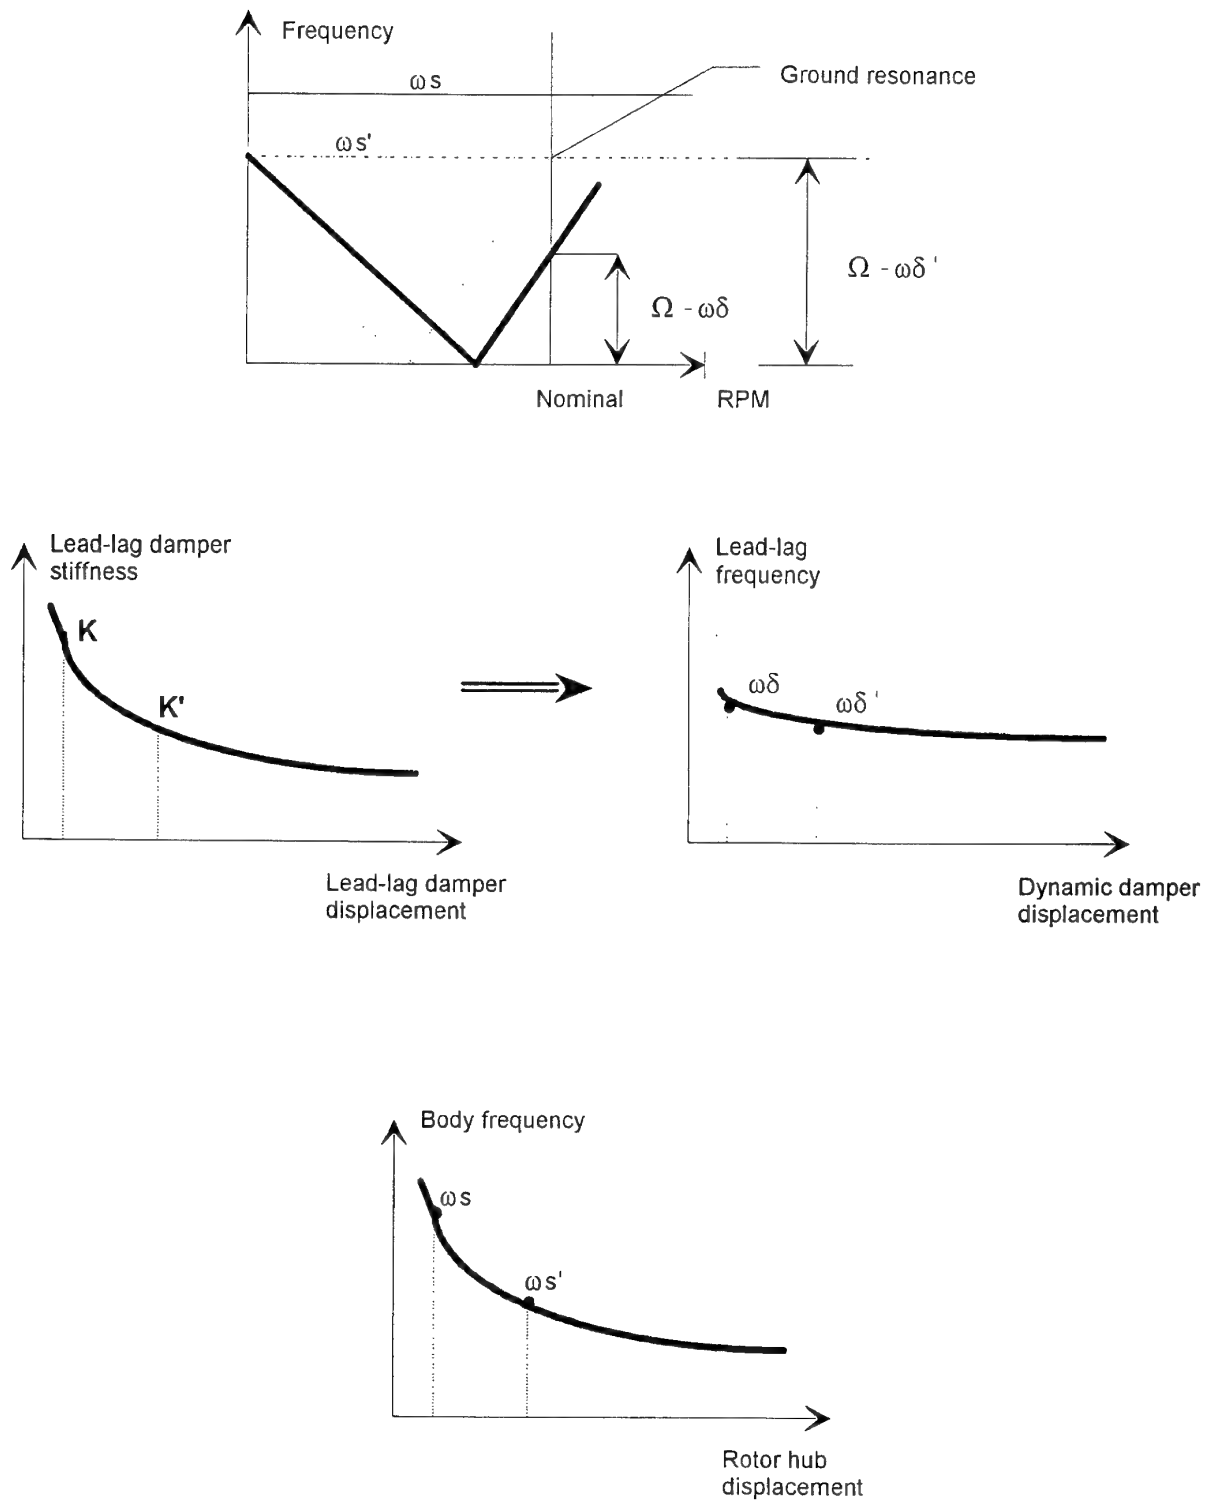 Frequency
ωs
Ground resonance
ωs'
Ω - ωδ '
Ω - ωδ
Nominal
RPM
Lead-lag damper
stiffness
K
K'
Lead-lag damper
displacement
Lead-lag
frequency
ωδ
ωδ '
Dynamic damper
displacement
Body frequency
ωs
ωs'
Rotor hub
displacement